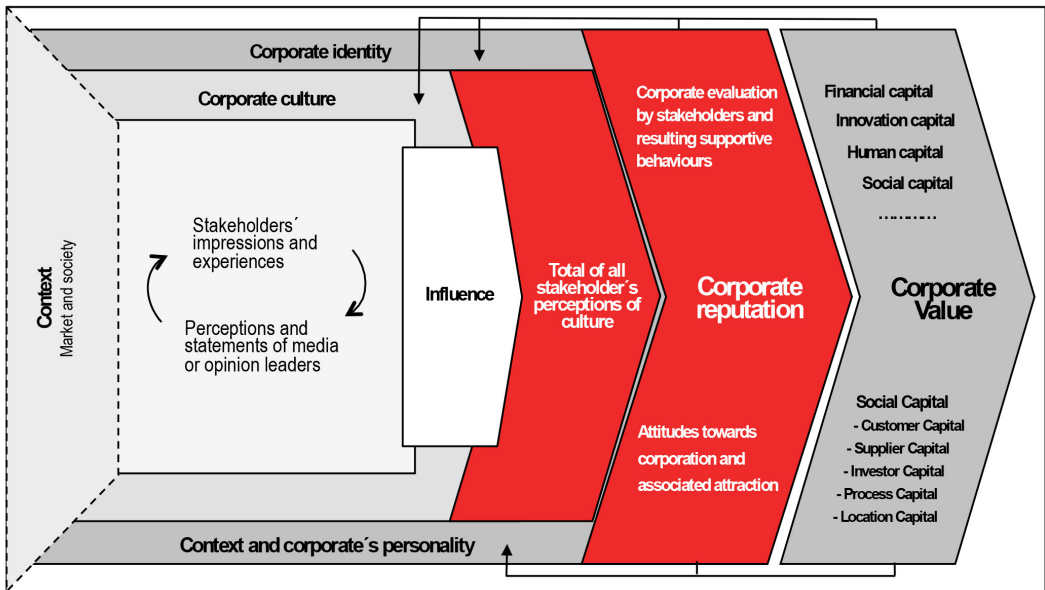 Corporate identity
Corporate culture
Context
Market and society
Stakeholders´
impressions and
experiences
Perceptions and
statements of media
or opinion leaders
Influence
Total of all
stakeholder´s
perceptions of
culture
Context and corporate´s personality
Corporate evaluation
by stakeholders and
resulting supportive
behaviours
Corporate
reputation
Attitudes towards
corporation and
associated attraction
Financial capital
Innovation capital
Human capital
Social capital
............
Corporate
Value
Social Capital
- Customer Capital
- Supplier Capital
- Investor Capital
- Process Capital
- Location Capital